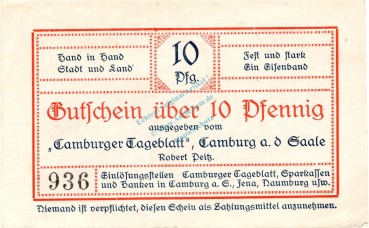 Hand in Hand
Stadt und Land
10
Pfg.
Fest und stark
Ein Eisenband
Gutschein über 10 Pfennig
ausgegeben vom
„Camburger Tageblatt", Camburg a. d Saale
Robert Peitz.
936
Einlösungsstellen Camburger Tageblatt, Sparkassen
und Banken in Camburg a S., Jena, Naumburg usw.
Niemand ist verpflichtet, diesen Schein als Zahlungsmittel anzunehmen.